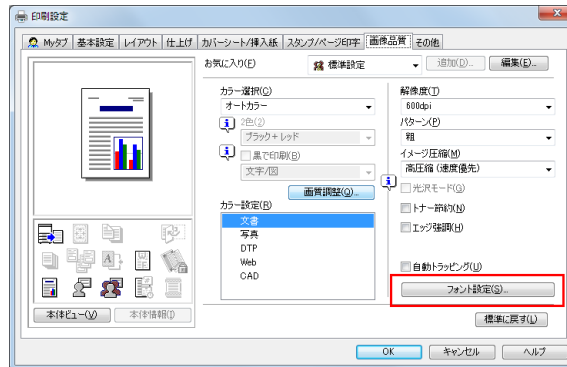 印刷設定
Myタブ 基本設定 レイアウト 仕上げ カバーシート/挿入紙 スタンプ/ページ印字 画像品質 その他
お気に入り(F) 標準設定 追加(D)... 編集(E)...
カラー選択(C)
オートカラー
2色(2)
ブラック+レッド
黒で印刷(B)
文字/図
画質調整(Q)...
カラー設定(R)
文書
写真
DTP
Web
CAD
解像度(T)
600dpi
パターン(P)
粗
イメージ圧縮(M)
高圧縮 (速度優先)
光沢モード(G)
トナー節約(N)
エッジ強調(H)
自動トラッピング(U)
フォント設定(S)...
本体ビュー(V) 本体情報(I)
標準に戻す(L)
OK キャンセル ヘルプ